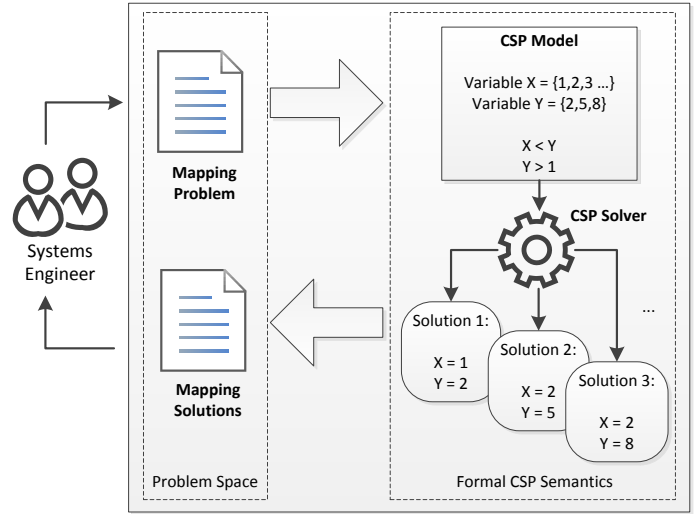 Systems
Engineer
Mapping
Problem
Mapping
Solutions
Problem Space
CSP Model
Variable X = {1,2,3 ...}
Variable Y = {2,5,8}
X < Y
Y > 1
CSP Solver
Solution 1:
X = 1
Y = 2
Solution 2:
X = 2
Y = 5
Solution 3:
X = 2
Y = 8
...
Formal CSP Semantics